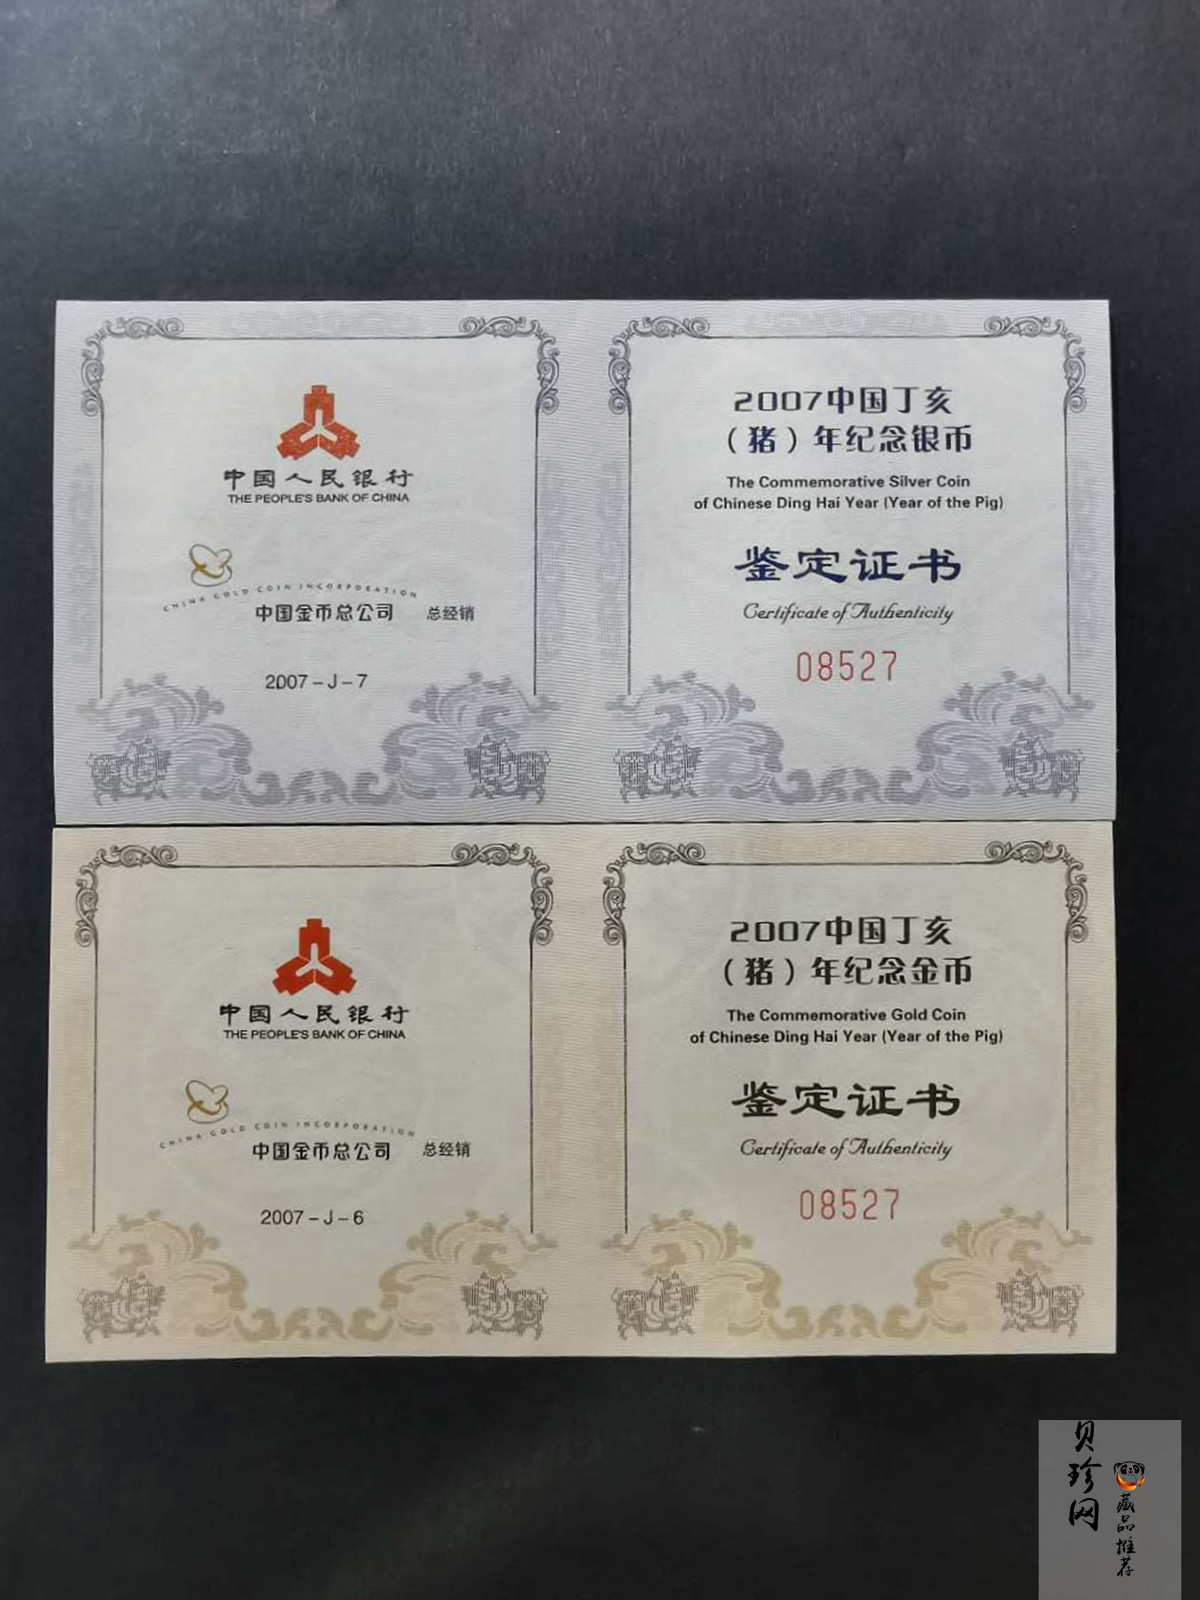 中国人民银行
THE PEOPLE'S BANK OF CHINA
CHINA GOLD COIN INCORPORATION
中国金币总公司 总经销
2007-J-7
2007中国丁亥
（猪）年纪念银币
The Commemorative Silver Coin
of Chinese Ding Hai Year (Year of the Pig)
鉴定证书
Certificate of Authenticity
08527
中国人民银行
THE PEOPLE'S BANK OF CHINA
CHINA GOLD COIN INCORPORATION
中国金币总公司 总经销
2007-J-6
2007中国丁亥
（猪）年纪念金币
The Commemorative Gold Coin
of Chinese Ding Hai Year (Year of the Pig)
鉴定证书
Certificate of Authenticity
08527
贝珍网
藏品推荐